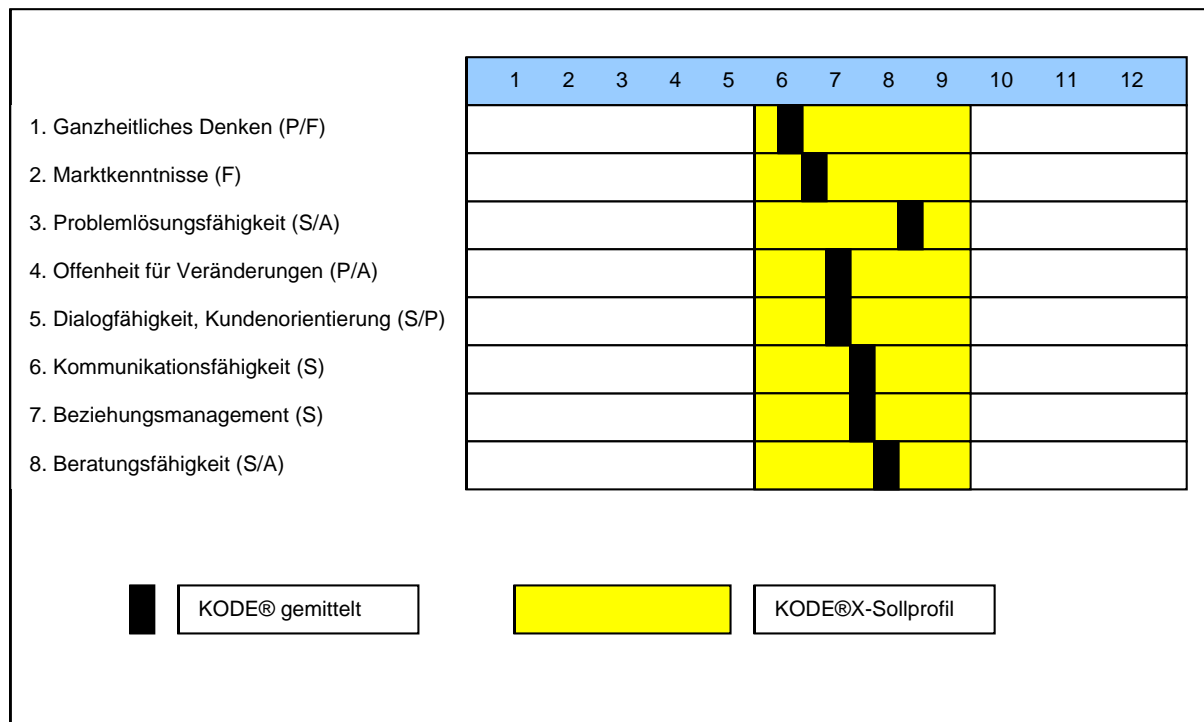 1 2 3 4 5 6 7 8 9 10 11 12
1. Ganzheitliches Denken (P/F)
2. Marktkenntnisse (F)
3. Problemlösungsfähigkeit (S/A)
4. Offenheit für Veränderungen (P/A)
5. Dialogfähigkeit, Kundenorientierung (S/P)
6. Kommunikationsfähigkeit (S)
7. Beziehungsmanagement (S)
8. Beratungsfähigkeit (S/A)
KODE® gemittelt
KODE®X-Sollprofil